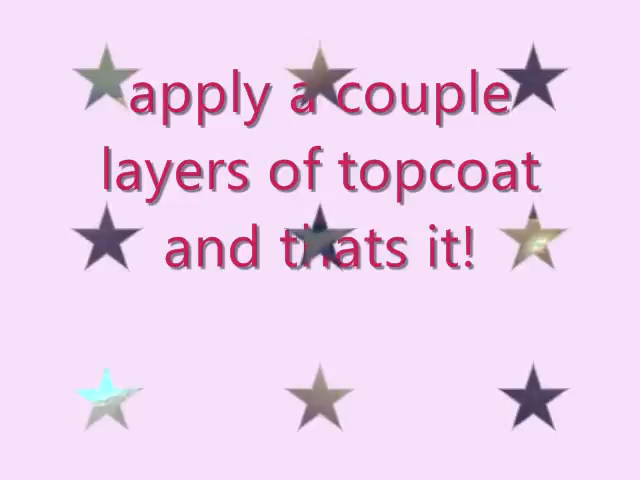 apply a couple
layers of topcoat
and thats it!